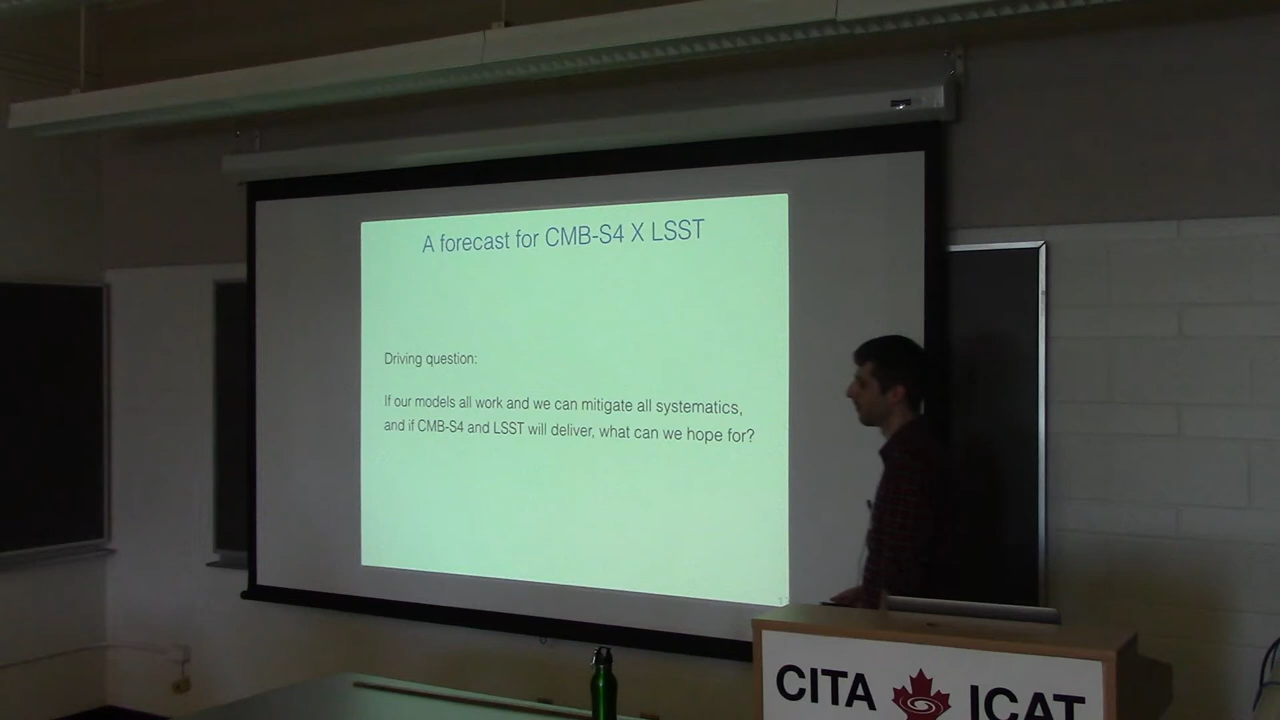 A forecast for CMB-S4 X LSST
Driving question:
If our models all work and we can mitigate all systematics,
and if CMB-S4 and LSST will deliver, what can we hope for?
CITA ICAT